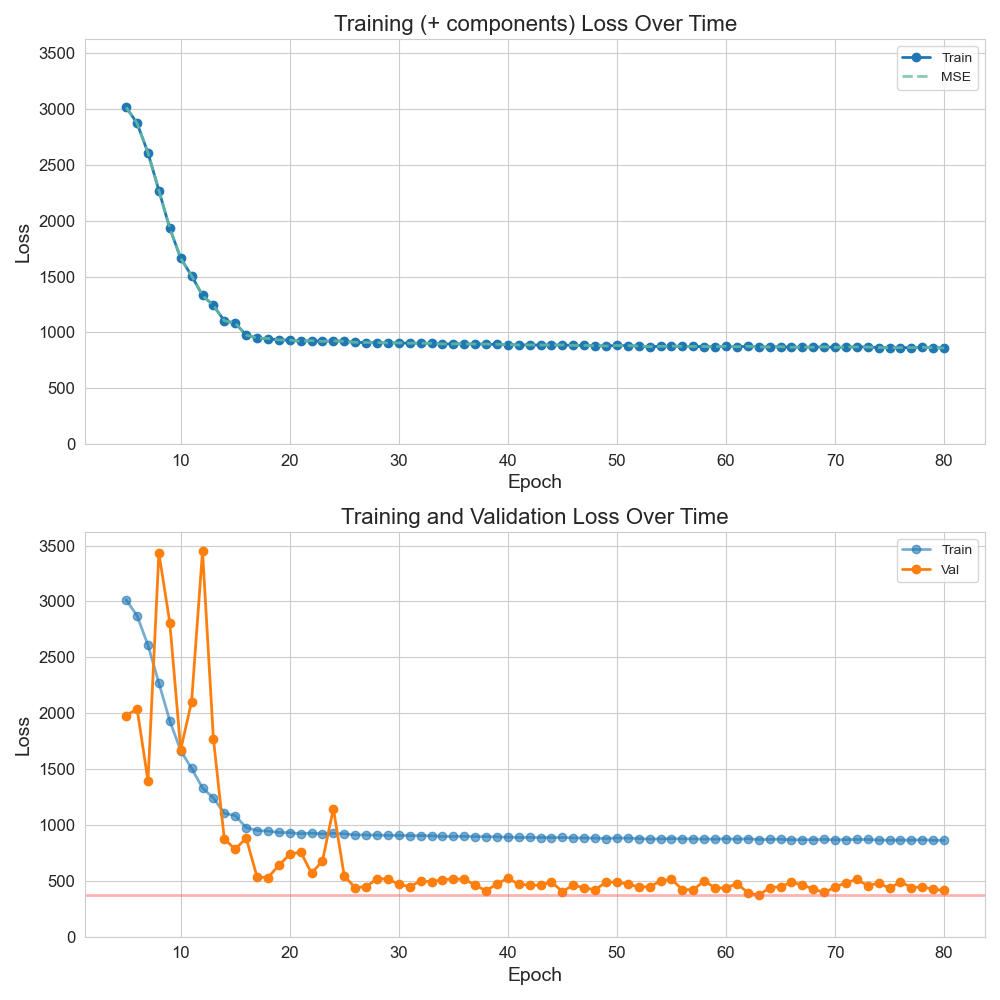 Training (+ components) Loss Over Time
3500
3000
2500
2000
1500
1000
500
0
Loss
Train
MSE
10 20 30 40 50 60 70 80
Epoch
Training and Validation Loss Over Time
3500
3000
2500
2000
1500
1000
500
0
Loss
Train
Val
10 20 30 40 50 60 70 80
Epoch